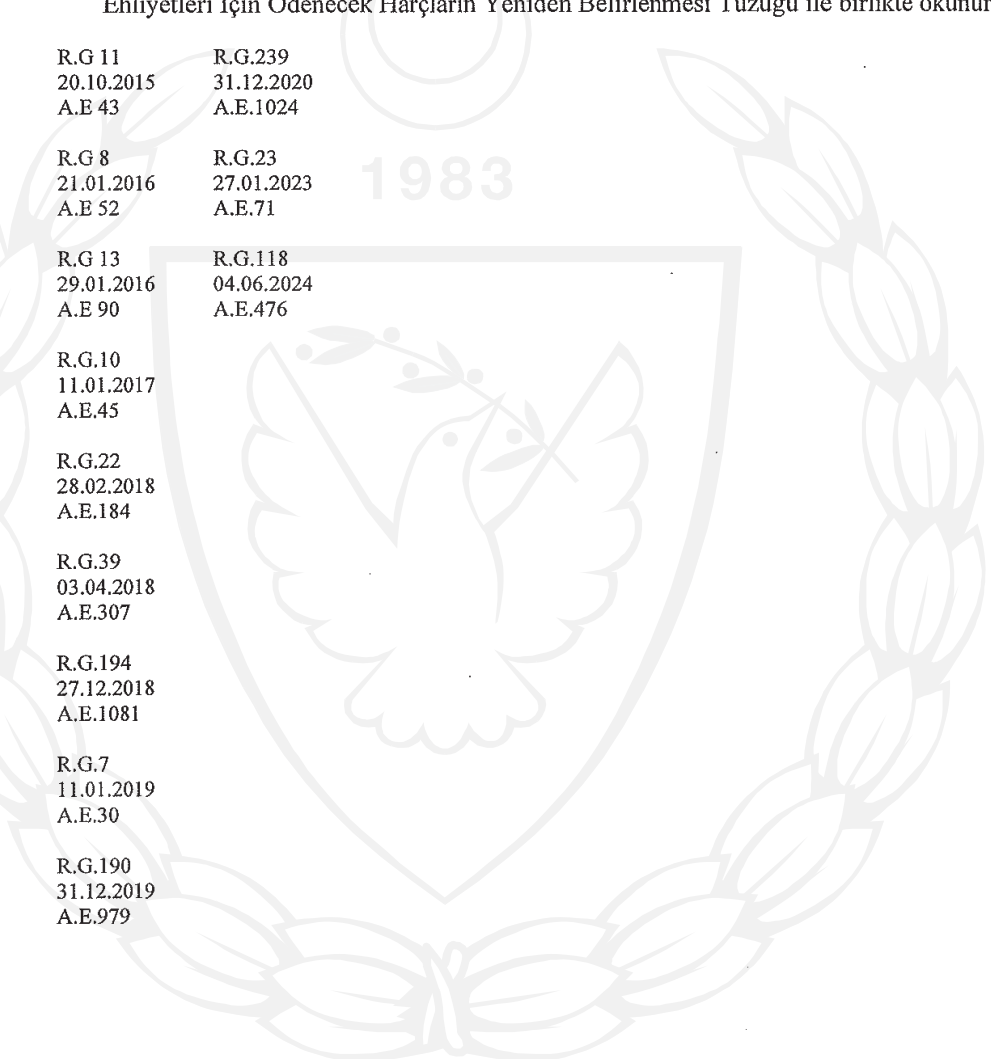 Ehliyetleri İçin Ödenecek Harçların Yeniden Belirlenmesi Tüzüğü ile birlikte okunur
R.G 11
20.10.2015
A.E 43
R.G 8
21.01.2016
A.E 52
R.G 13
29.01.2016
A.E 90
R.G.10
11.01.2017
A.E.45
R.G.22
28.02.2018
A.E.184
R.G.39
03.04.2018
A.E.307
R.G.194
27.12.2018
A.E.1081
R.G.7
11.01.2019
A.E.30
R.G.190
31.12.2019
A.E.979
R.G.239
31.12.2020
A.E.1024
R.G.23
27.01.2023
A.E.71
R.G.118
04.06.2024
A.E.476
1983